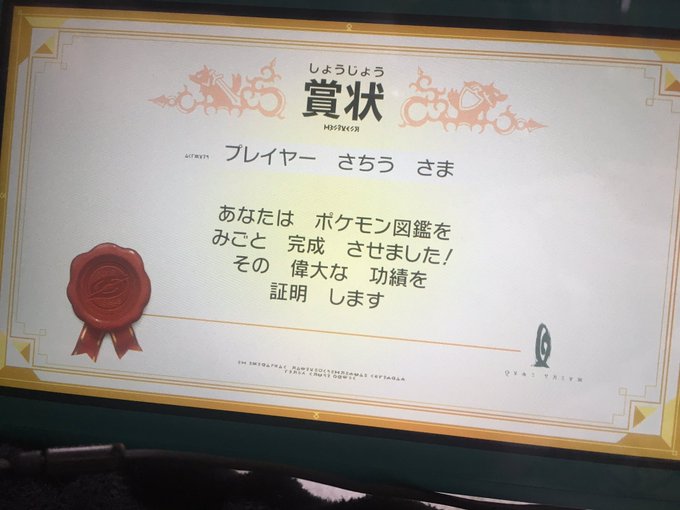 しょうじょう
賞状
プレイヤー さちう さま
あなたは ポケモン図鑑を
みごと 完成 させました!
その 偉大な 功績を
証明 します